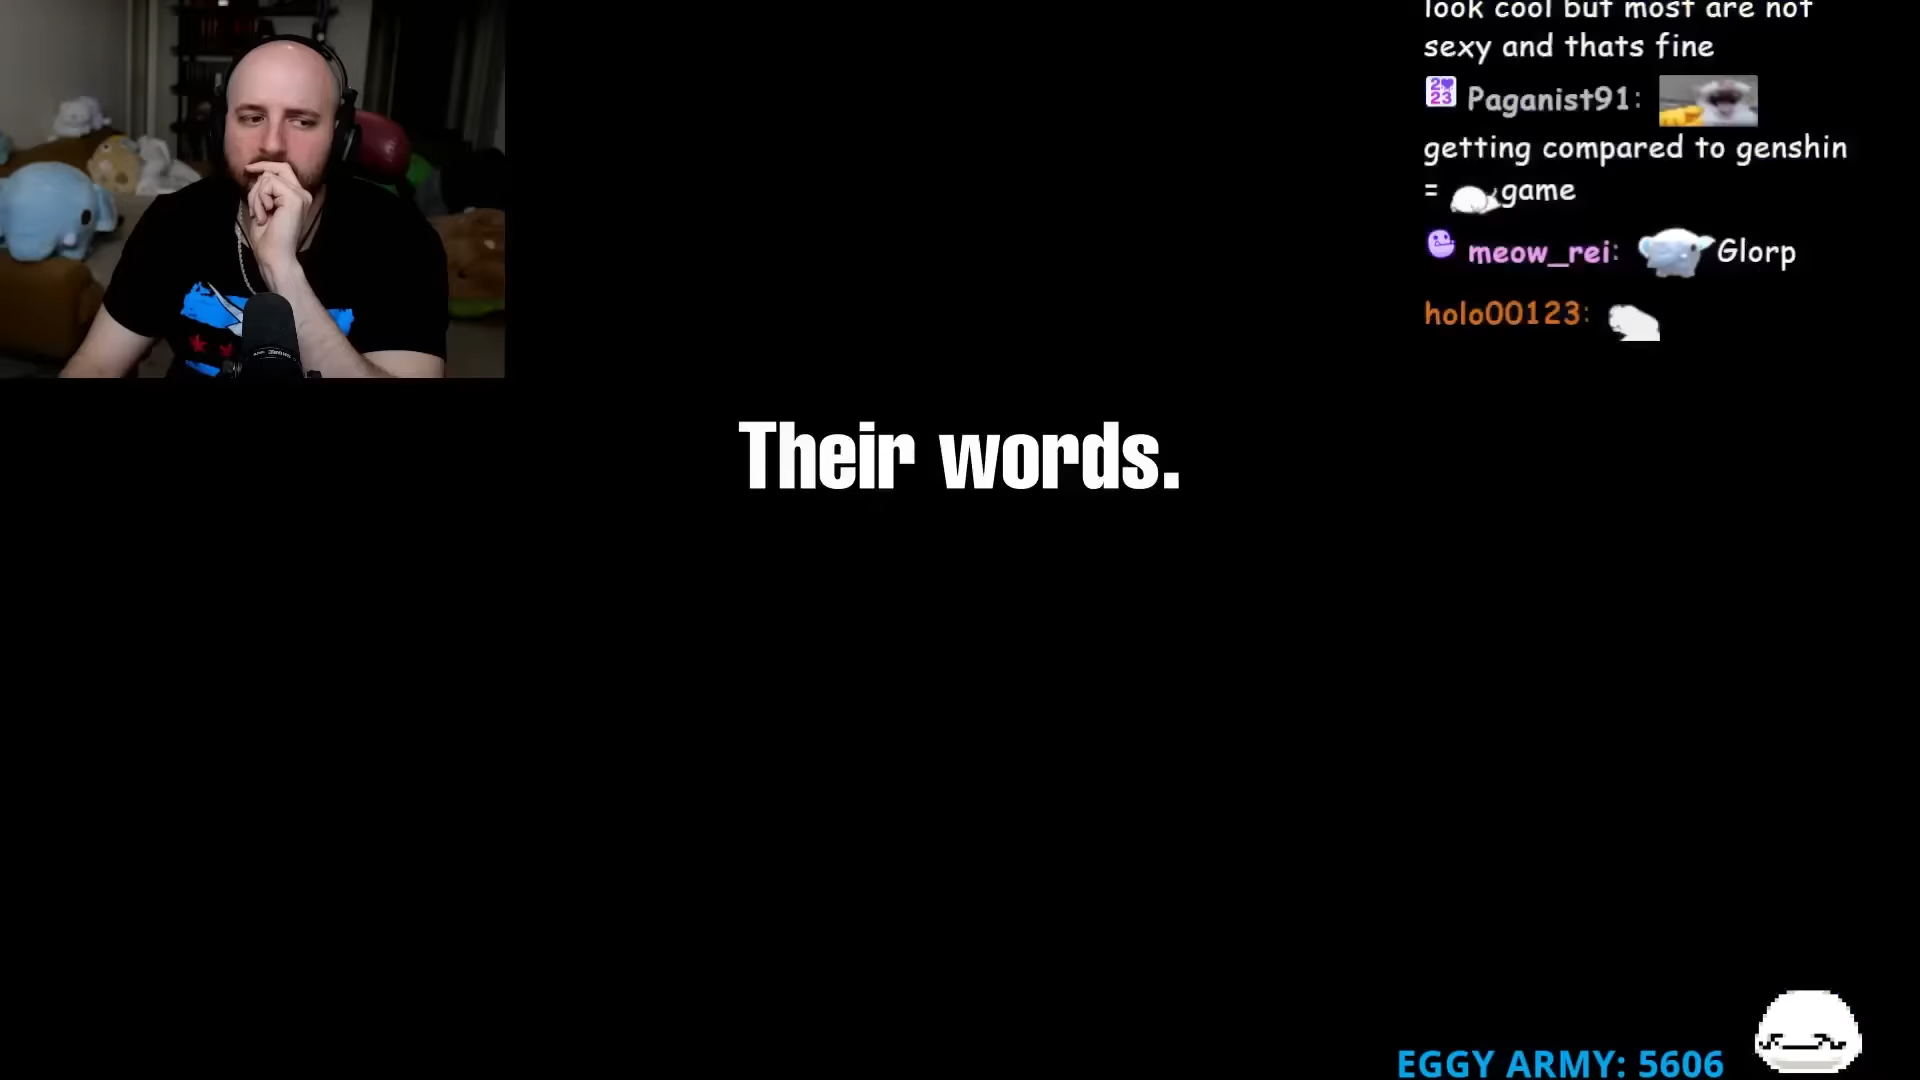 look cool but most are not
sexy and thats fine
Paganist91:
getting compared to genshin
= game
meow_rei: Glorp
holo00123:
Their words.
EGGY ARMY: 5606